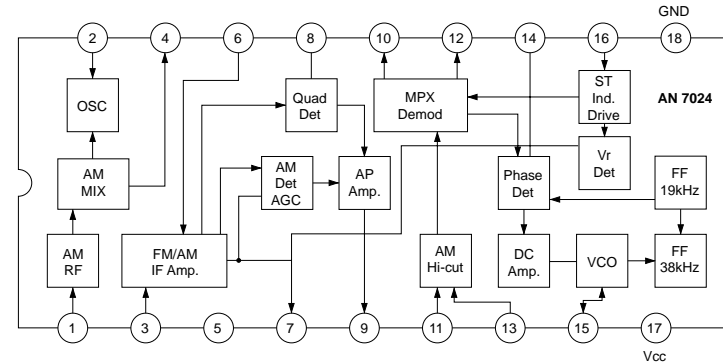 GND
2
4
6
8
10
12
14
16
18
OSC
Quad
Det
MPX
Demod
ST
Ind.
Drive
AN 7024
AM
MIX
AM
Det
AGC
AP
Amp.
Phase
Det
Vr
Det
FF
19kHz
AM
RF
FM/AM
IF Amp.
AM
Hi-cut
DC
Amp.
VCO
FF
38kHz
1
3
5
7
9
11
13
15
17
Vcc